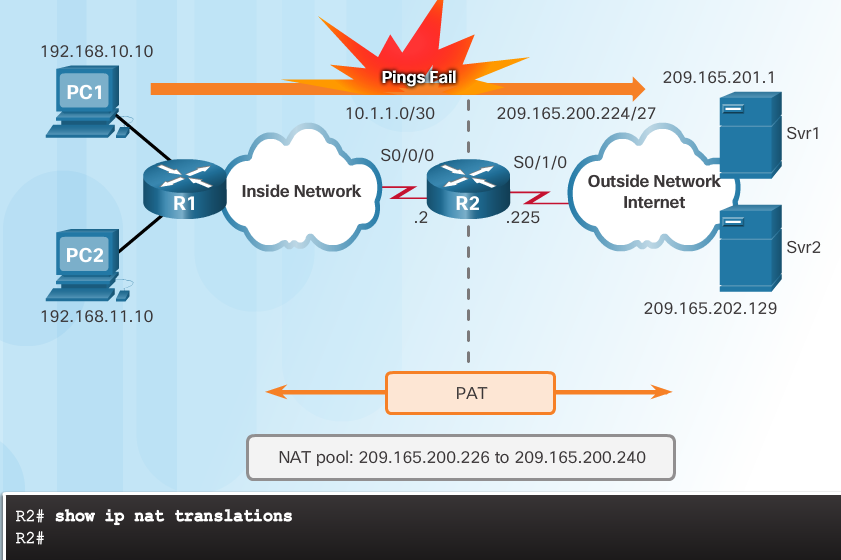 192.168.10.10
PC1
Pings Fail
209.165.201.1
10.1.1.0/30
209.165.200.224/27
Svr1
S0/0/0
S0/1/0
Inside Network
Outside Network
Internet
R1
R2
.2
.225
PC2
Svr2
192.168.11.10
209.165.202.129
PAT
NAT pool: 209.165.200.226 to 209.165.200.240
R2# show ip nat translations
R2#